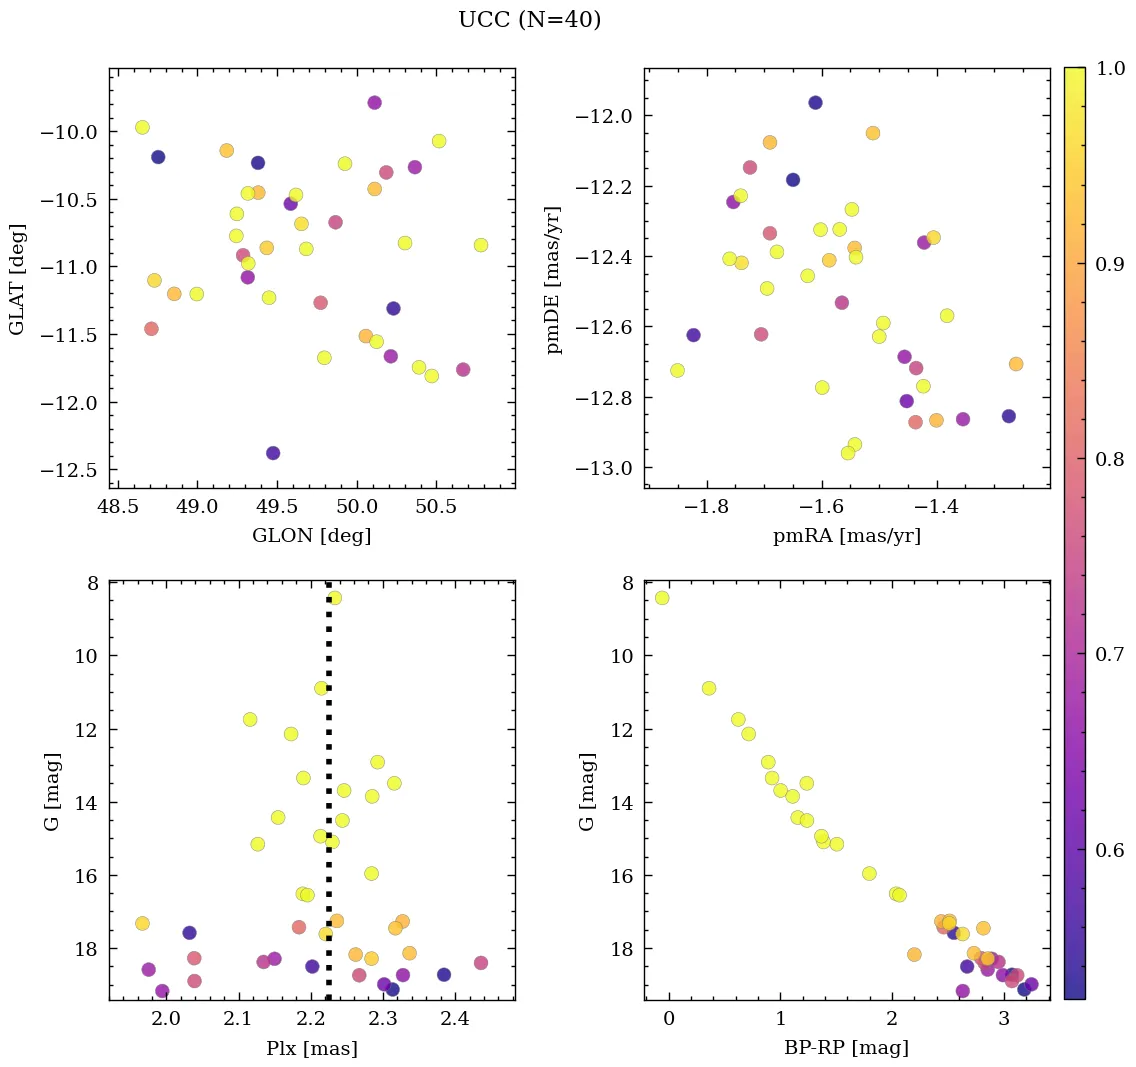 UCC (N=40)
−10.0
−10.5
−11.0
−11.5
−12.0
−12.5
GLAT [deg]
48.5 49.0 49.5 50.0 50.5
GLON [deg]
−12.0
−12.2
−12.4
−12.6
−12.8
−13.0
pmDE [mas/yr]
−1.8 −1.6 −1.4
pmRA [mas/yr]
8
10
12
14
16
18
G [mag]
2.0 2.1 2.2 2.3 2.4
Plx [mas]
8
10
12
14
16
18
G [mag]
0 1 2 3
BP-RP [mag]
1.0
0.9
0.8
0.7
0.6